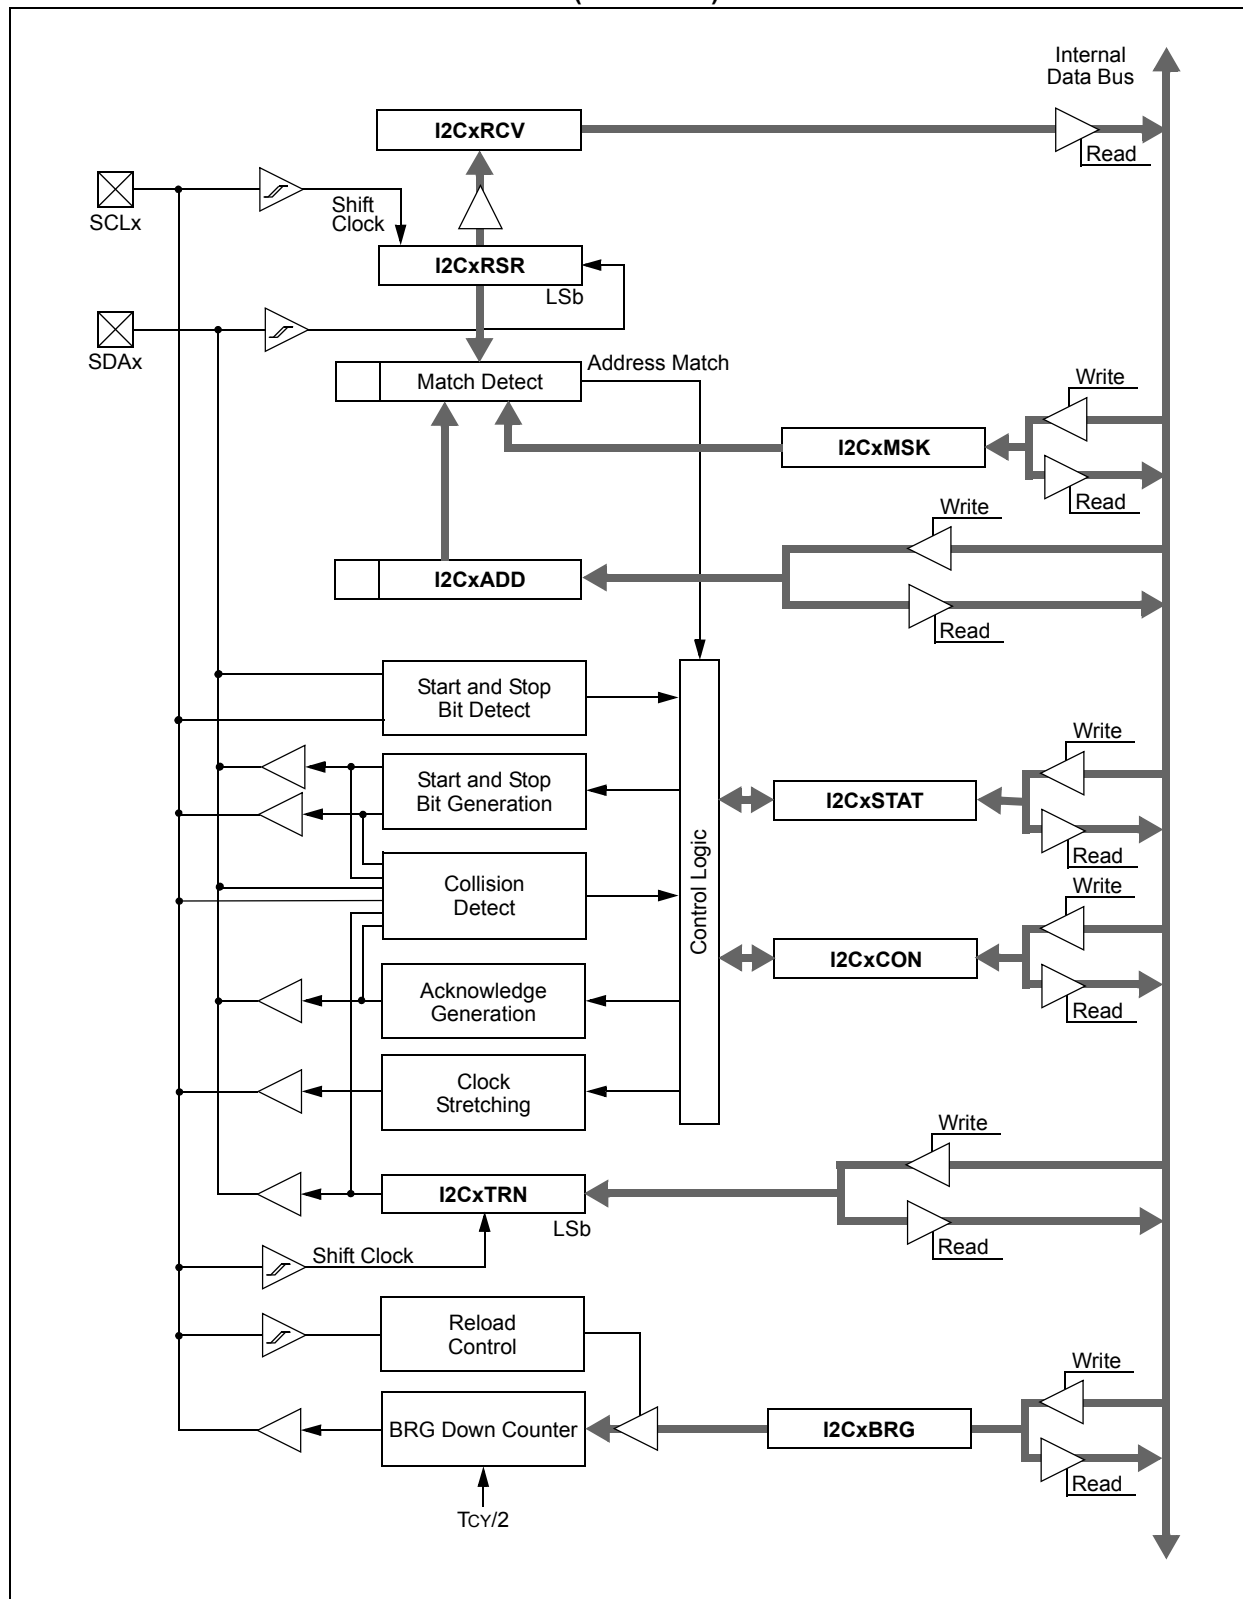 Internal
Data Bus
I2CxRCV
Read
SCLx
Shift
Clock
I2CxRSR
LSb
SDAx
Address Match
Match Detect
Write
I2CxMSK
Read
Write
I2CxADD
Read
Start and Stop
Bit Detect
Write
Start and Stop
Bit Generation
I2CxSTAT
Read
Control Logic
Collision
Detect
Write
I2CxCON
Read
Acknowledge
Generation
Clock
Stretching
Write
I2CxTRN
LSb
Read
Shift Clock
Reload
Control
Write
BRG Down Counter
I2CxBRG
Read
TCY/2